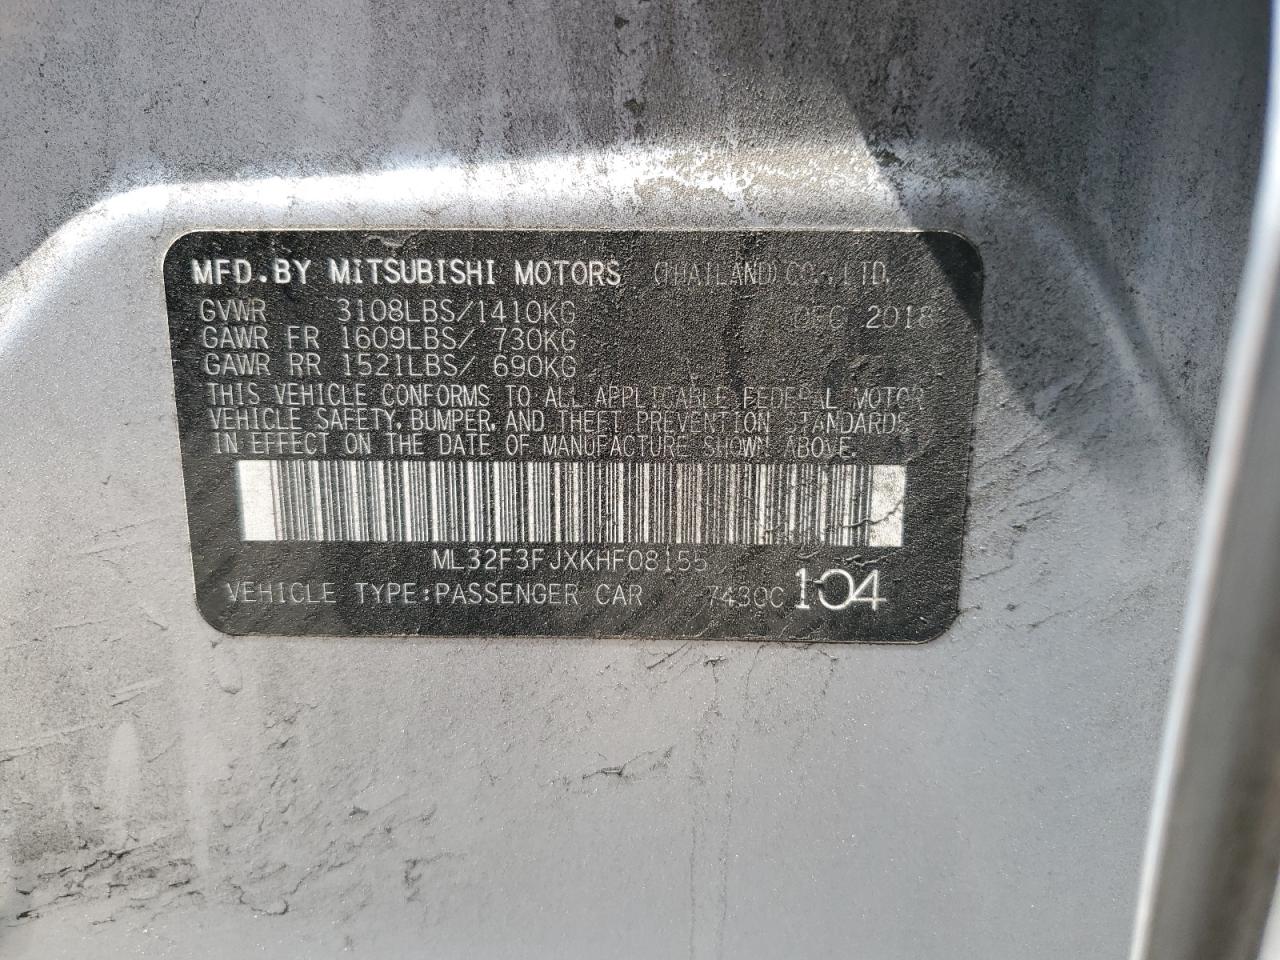 MFD.BY MITSUBISHI MOTORS (THAILAND)CO.,LTD.
GVWR 3108LBS/1410KG DEC 2018
GAWR FR 1609LBS/ 730KG
GAWR RR 1521LBS/ 690KG
THIS VEHICLE CONFORMS TO ALL APPLICABLE FEDERAL MOTOR
VEHICLE SAFETY, BUMPER, AND THEFT PREVENTION STANDARDS
IN EFFECT ON THE DATE OF MANUFACTURE SHOWN ABOVE.
ML32F3FJXKHF08155
VEHICLE TYPE:PASSENGER CAR 7430C 104